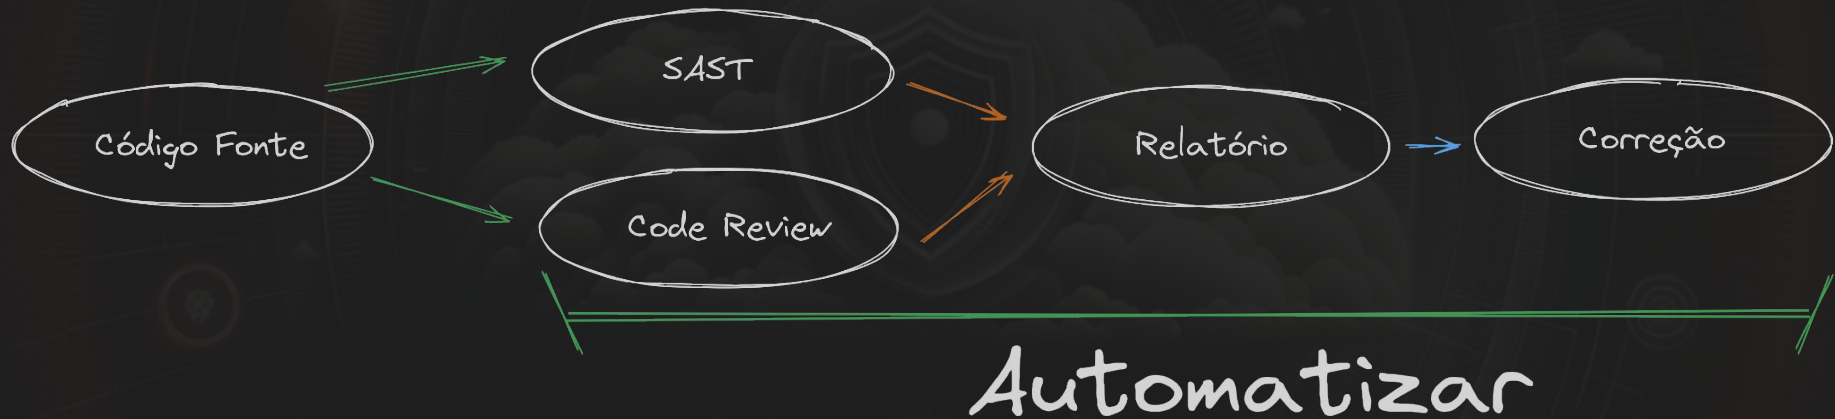 Código Fonte
SAST
Code Review
Relatório
Correção
Automatizar